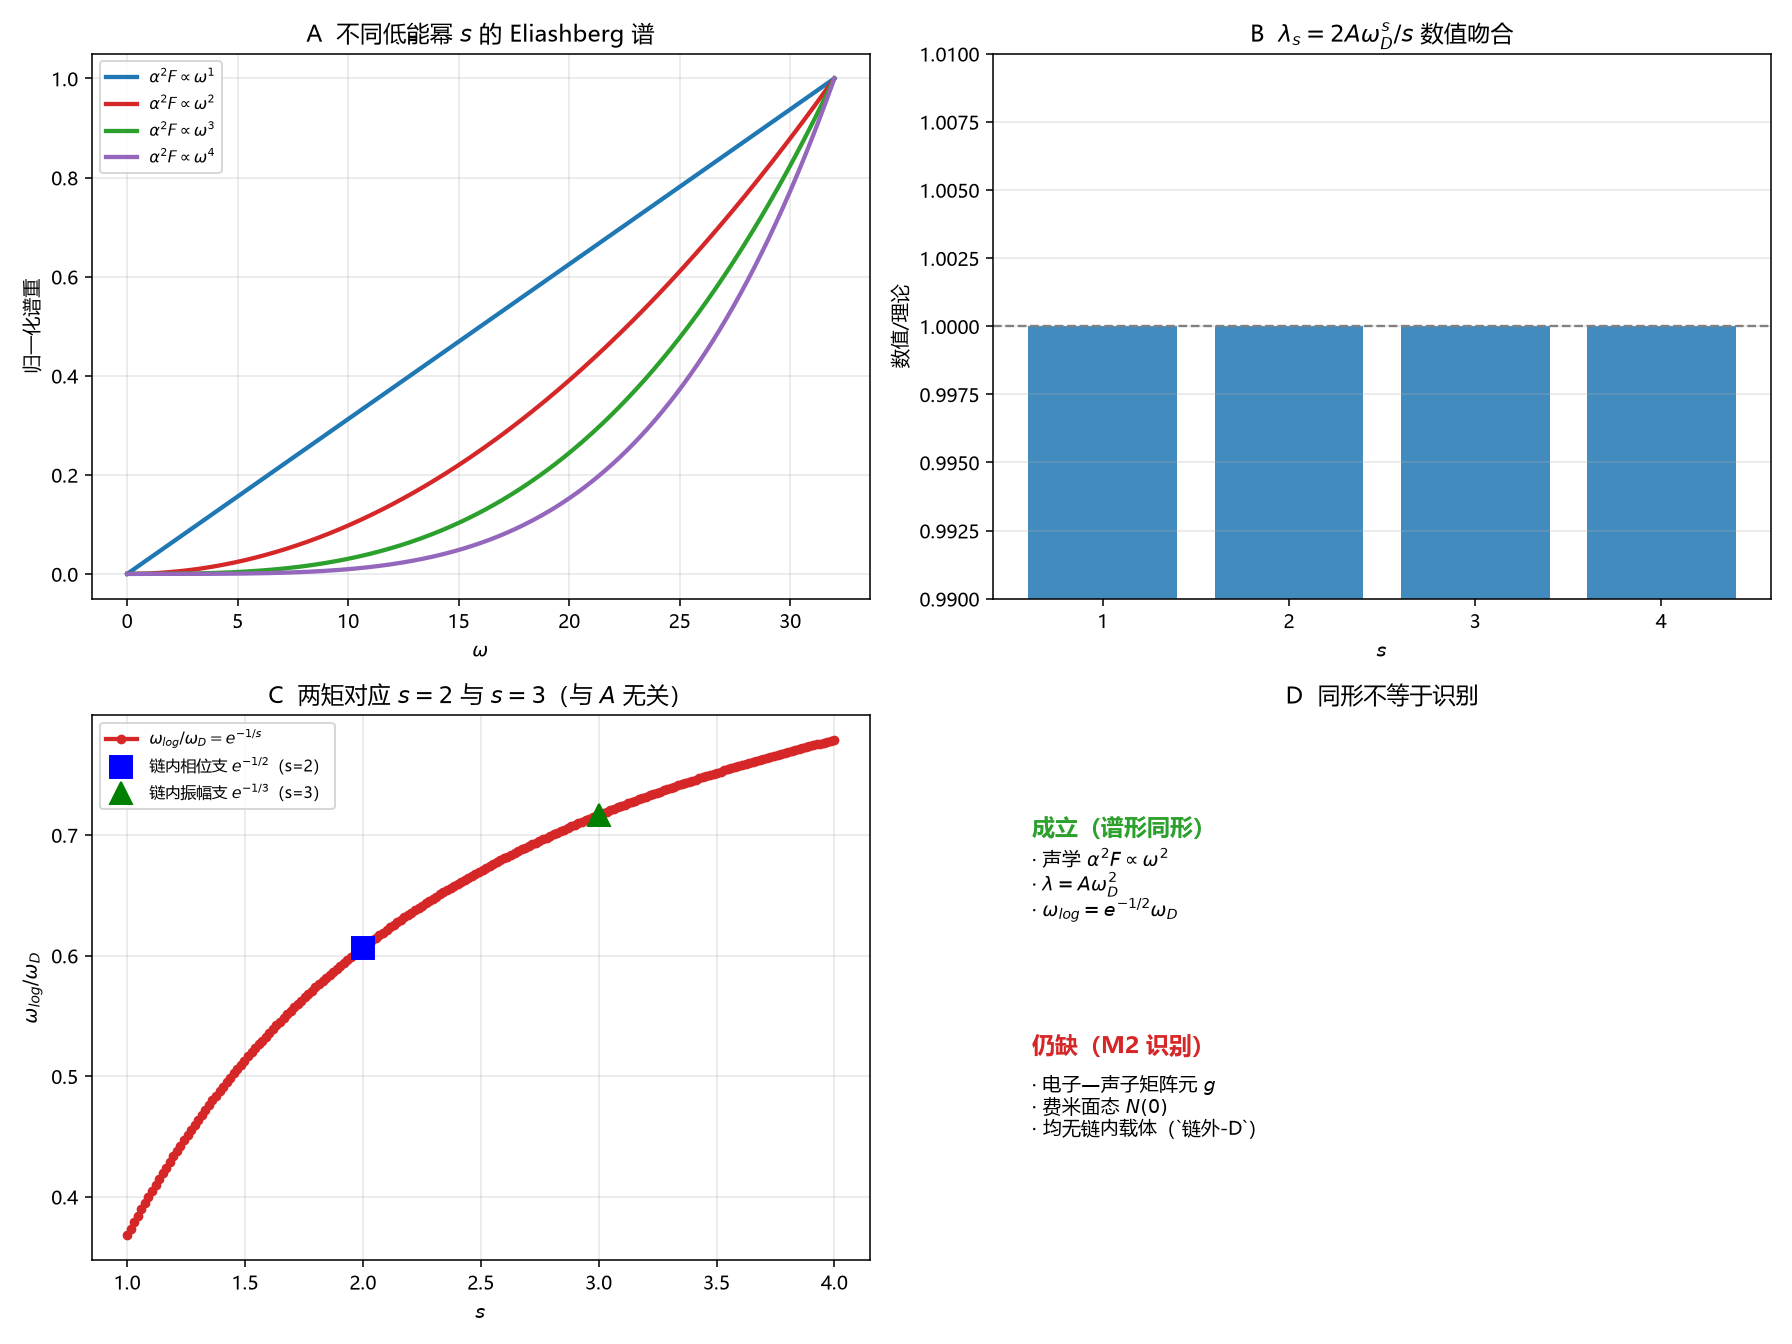 A 不同低能幂 s 的 Eliashberg 谱
α²F ∝ ω¹
α²F ∝ ω²
α²F ∝ ω³
α²F ∝ ω⁴
归一化谱重
1.0
0.8
0.6
0.4
0.2
0.0
0 5 10 15 20 25 30
ω
B λ_s = 2Aω_D^s/s 数值吻合
数值/理论
1.0100
1.0075
1.0050
1.0025
1.0000
0.9975
0.9950
0.9925
0.9900
1 2 3 4
s
C 两矩对应 s = 2 与 s = 3（与 A 无关）
ω_log/ω_D = e^{-1/s}
链内相位支 e^{-1/2}（s=2）
链内振幅支 e^{-1/3}（s=3）
ω_log/ω_D
0.7
0.6
0.5
0.4
1.0 1.5 2.0 2.5 3.0 3.5 4.0
s
D 同形不等于识别
成立（谱形同形）
· 声学 α²F ∝ ω²
· λ = Aω_D²
· ω_log = e^{-1/2}ω_D
仍缺（M2 识别）
· 电子—声子矩阵元 g
· 费米面态 N(0)
· 均无链内载体（`链外-D`）